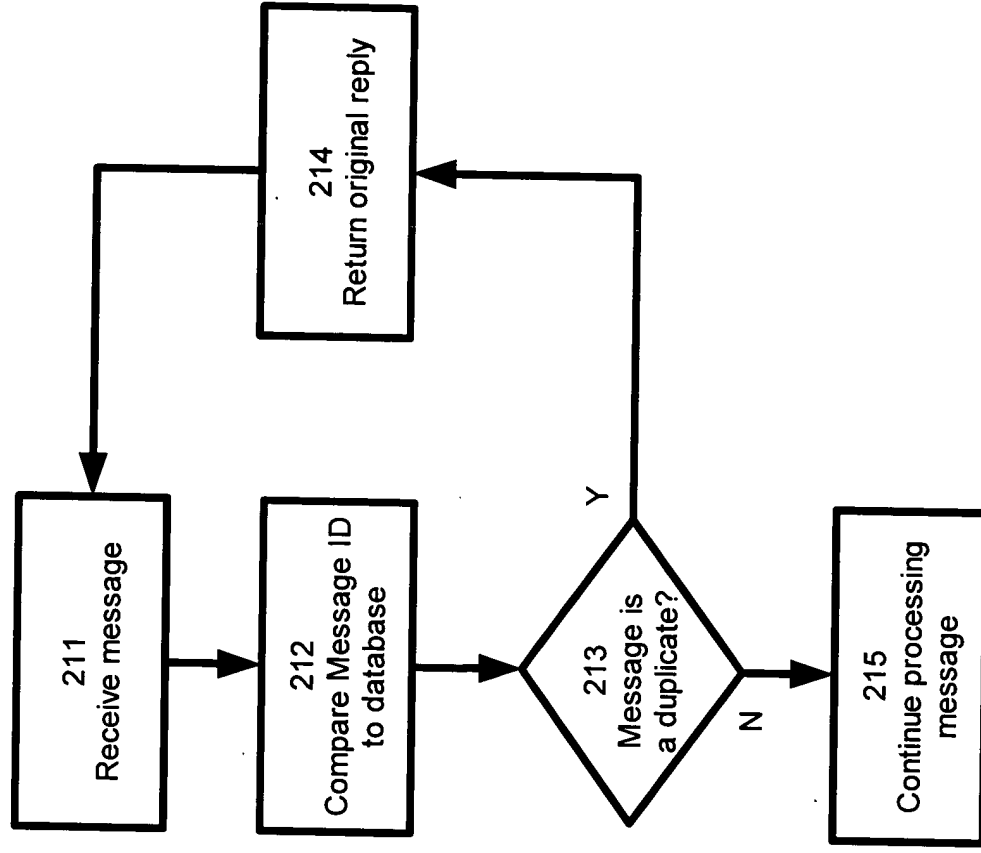 211
Receive message
212
Compare Message ID
to database
213
Message is
a duplicate?
Y
N
214
Return original reply
215
Continue processing
message